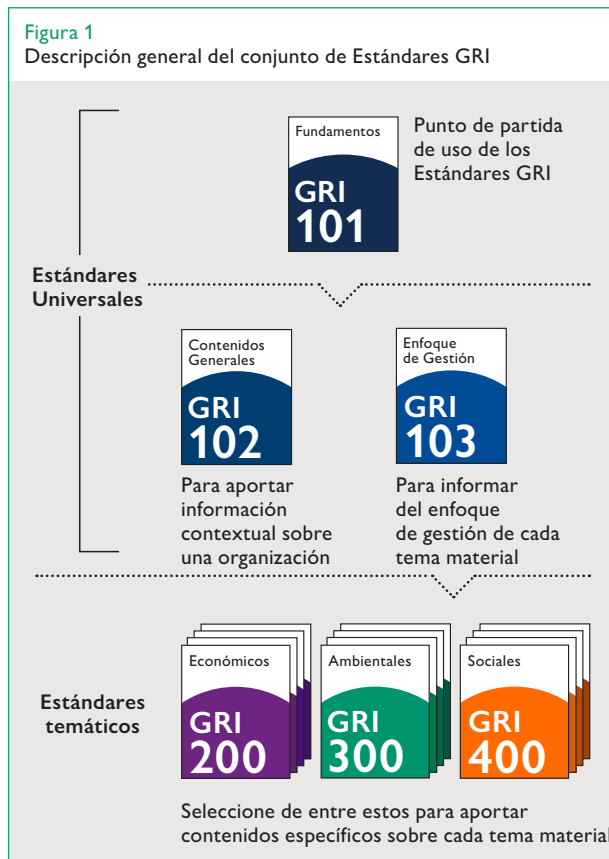 Figura 1
Descripción general del conjunto de Estándares GRI
Fundamentos
GRI
101
Punto de partida
de uso de los
Estándares GRI
Estándares
Universales
Contenidos
Generales
GRI
102
Para aportar
información
contextual sobre
una organización
Enfoque
de Gestión
GRI
103
Para informar
del enfoque
de gestión de cada
tema material
Estándares
temáticos
Económicos
GRI
200
Ambientales
GRI
300
Sociales
GRI
400
Seleccione de entre estos para aportar
contenidos específicos sobre cada tema material